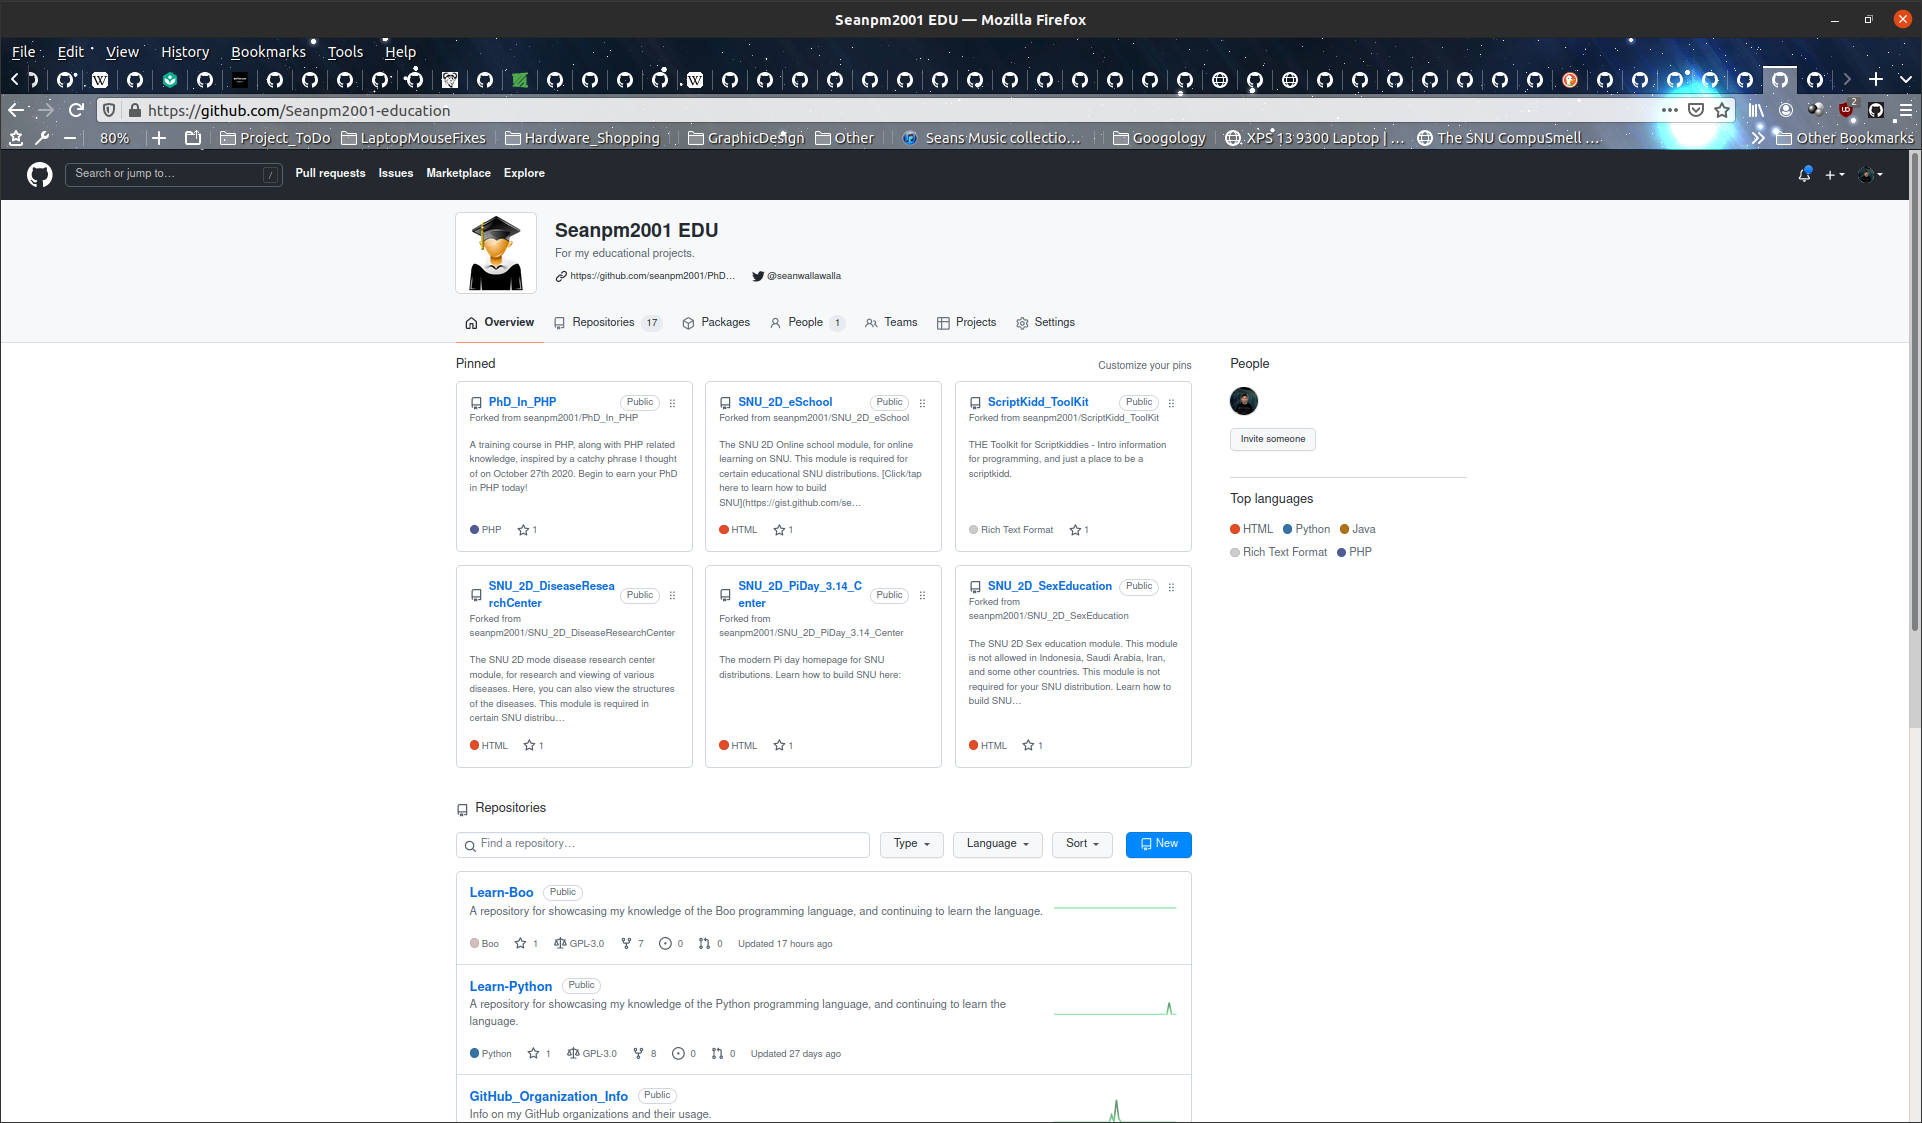 Seanpm2001 EDU — Mozilla Firefox
File Edit View History Bookmarks Tools Help
https://github.com/Seanpm2001-education
80% Project_ToDo LaptopMouseFixes Hardware_Shopping GraphicDesign Other Seans Music collectio… Googology XPS 13 9300 Laptop | … The SNU CompuSmell … Other Bookmarks
Search or jump to… / Pull requests Issues Marketplace Explore
Seanpm2001 EDU
For my educational projects.
https://github.com/seanpm2001/PhD… @seanwallawalla
Overview Repositories 17 Packages People 1 Teams Projects Settings
Pinned
Customize your pins
PhD_In_PHP Public
Forked from seanpm2001/PhD_In_PHP
A training course in PHP, along with PHP related
knowledge, inspired by a catchy phrase I thought
of on October 27th 2020. Begin to earn your PhD
in PHP today!
PHP 1
SNU_2D_eSchool Public
Forked from seanpm2001/SNU_2D_eSchool
The SNU 2D Online school module, for online
learning on SNU. This module is required for
certain educational SNU distributions. [Click/tap
here to learn how to build
SNU](https://gist.github.com/se…
HTML 1
ScriptKidd_ToolKit Public
Forked from seanpm2001/ScriptKidd_ToolKit
THE Toolkit for Scriptkiddies - Intro information
for programming, and just a place to be a
scriptkidd.
Rich Text Format 1
SNU_2D_DiseaseResea
rchCenter Public
Forked from
seanpm2001/SNU_2D_DiseaseResearchCenter
The SNU 2D mode disease research center
module, for research and viewing of various
diseases. Here, you can also view the structures
of the diseases. This module is required in
certain SNU distribu…
HTML 1
SNU_2D_PiDay_3.14_C
enter Public
Forked from
seanpm2001/SNU_2D_PiDay_3.14_Center
The modern Pi day homepage for SNU
distributions. Learn how to build SNU here:
HTML 1
SNU_2D_SexEducation Public
Forked from
seanpm2001/SNU_2D_SexEducation
The SNU 2D Sex education module. This module
is not allowed in Indonesia, Saudi Arabia, Iran,
and some other countries. This module is not
required for your SNU distribution. Learn how to
build SNU…
HTML 1
People
Invite someone
Top languages
HTML Python Java
Rich Text Format PHP
Repositories
Find a repository… Type Language Sort New
Learn-Boo Public
A repository for showcasing my knowledge of the Boo programming language, and continuing to learn the language.
Boo 1 GPL-3.0 7 0 0 Updated 17 hours ago
Learn-Python Public
A repository for showcasing my knowledge of the Python programming language, and continuing to learn the
language.
Python 1 GPL-3.0 8 0 0 Updated 27 days ago
GitHub_Organization_Info Public
Info on my GitHub organizations and their usage.